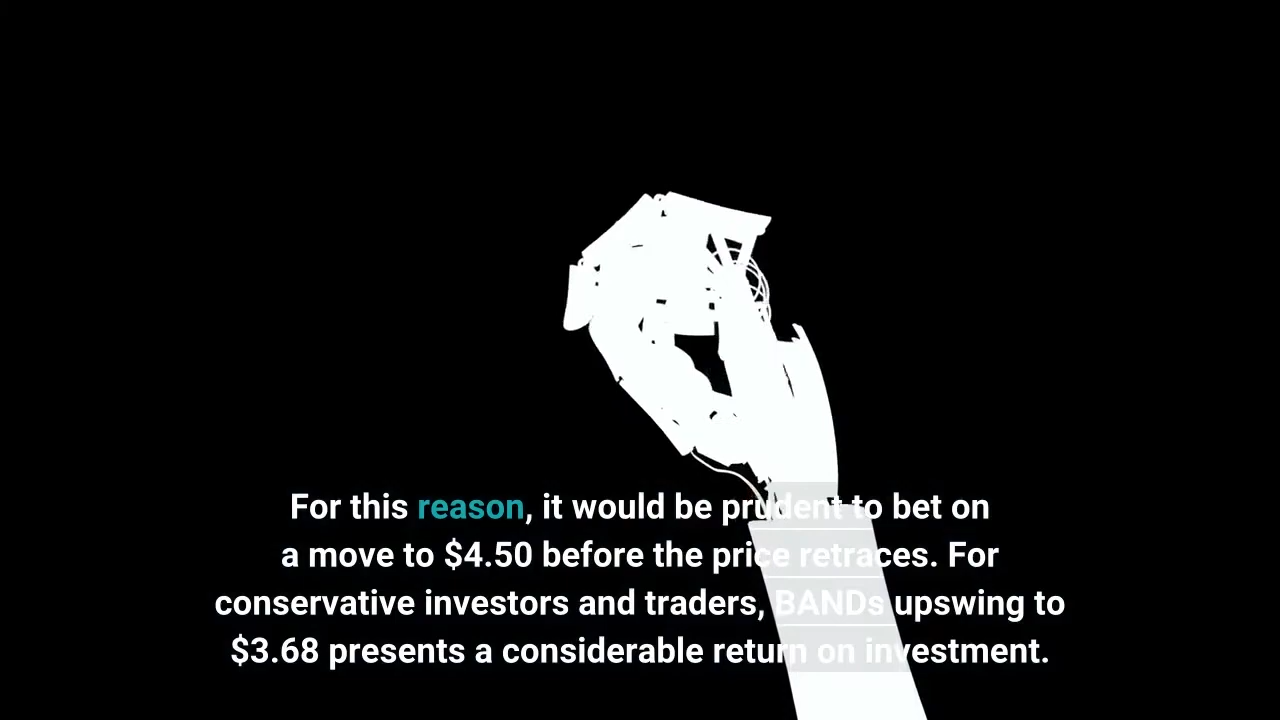 For this reason, it would be prudent to bet on
a move to $4.50 before the price retraces. For
conservative investors and traders, BANDs upswing to
$3.68 presents a considerable return on investment.